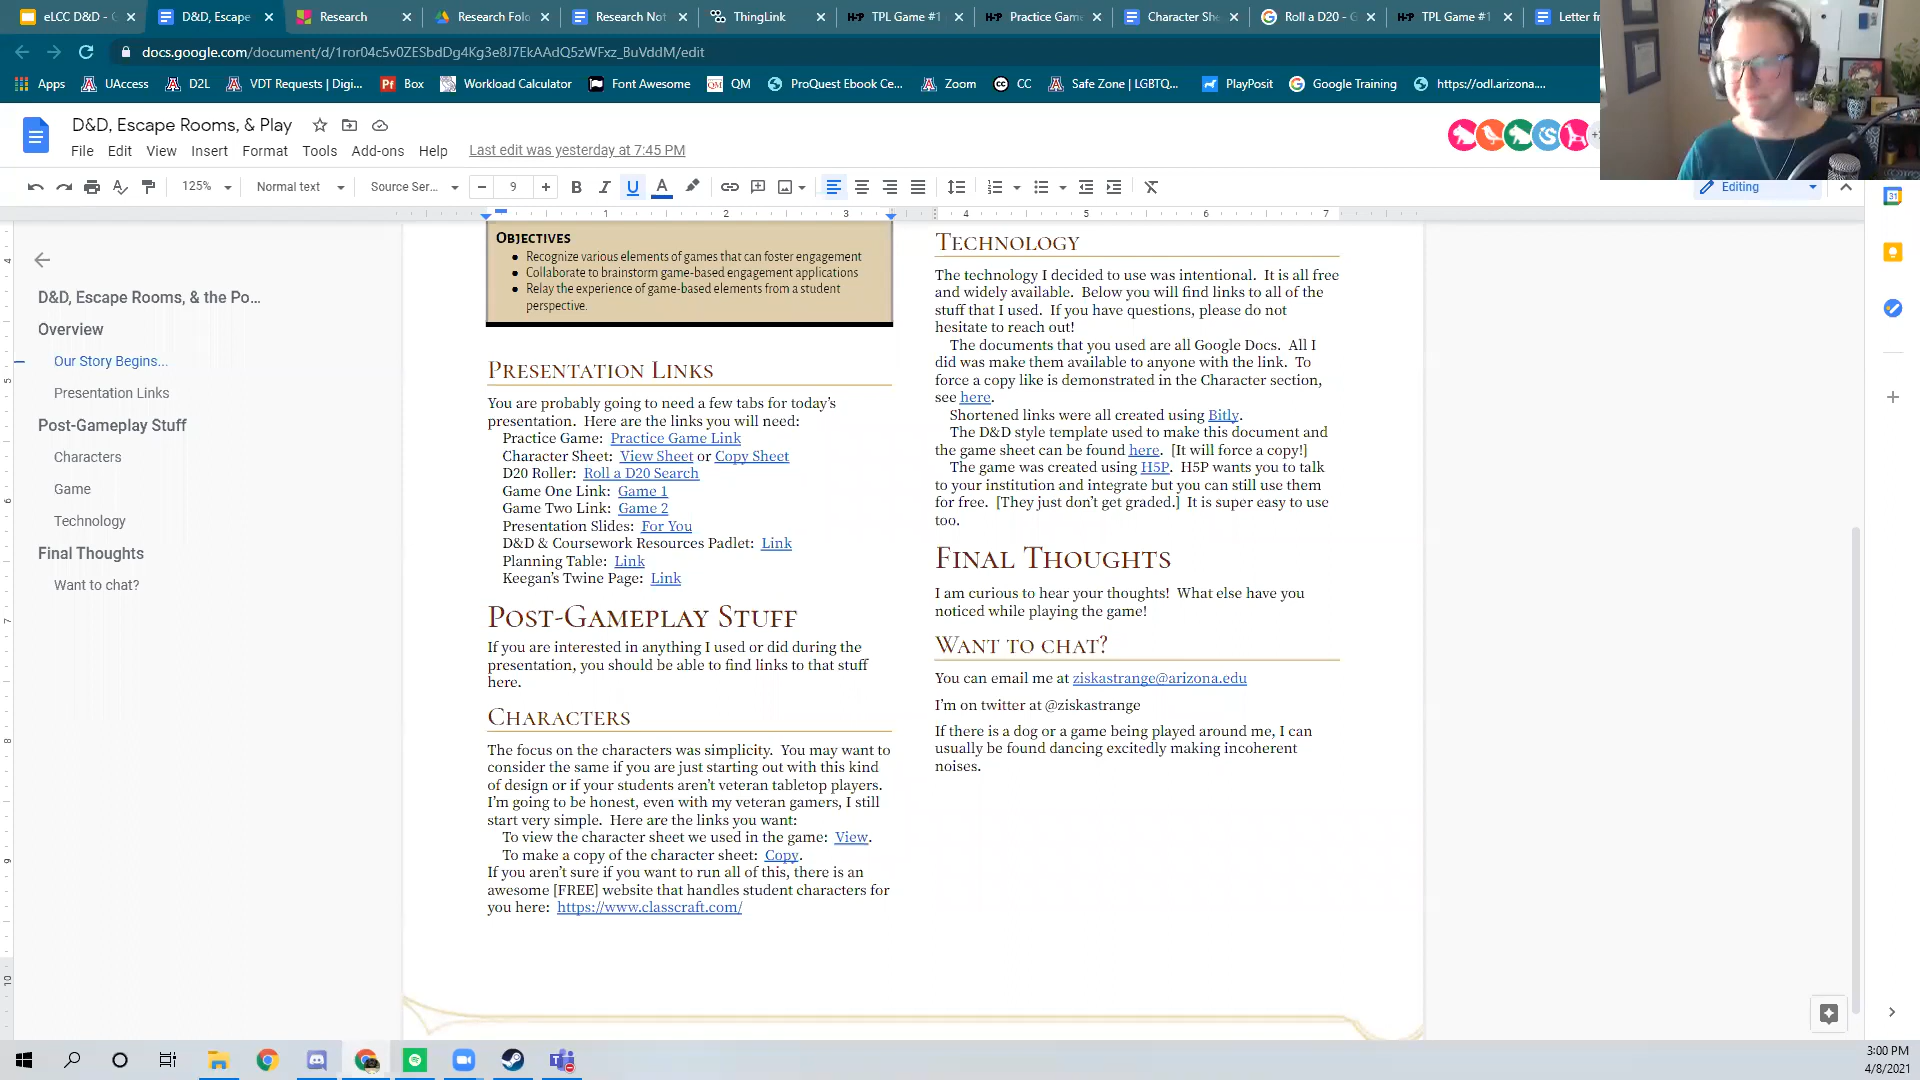 eLCC D&D - G
D&D, Escape
Research
Research Fold
Research Not
ThingLink
TPL Game #1
Practice Gam
Character She
Roll a D20 - G
TPL Game #1
Letter fr
docs.google.com/document/d/1ror04c5v0ZESbdDg4Kg3e8J7EkAAdQ5zWFxz_BuVddM/edit
Apps
UAccess
D2L
VDT Requests | Digi...
Box
Workload Calculator
Font Awesome
QM
ProQuest Ebook Ce...
Zoom
CC
Safe Zone | LGBTQ...
PlayPosit
Google Training
https://odl.arizona....
D&D, Escape Rooms, & Play
File Edit View Insert Format Tools Add-ons Help Last edit was yesterday at 7:45 PM
125% Normal text Source Ser... 9 Editing
1 2 3 4 5 6 7
D&D, Escape Rooms, & the Po...
Overview
Our Story Begins...
Presentation Links
Post-Gameplay Stuff
Characters
Game
Technology
Final Thoughts
Want to chat?
OBJECTIVES
● Recognize various elements of games that can foster engagement
● Collaborate to brainstorm game-based engagement applications
● Relay the experience of game-based elements from a student
perspective.
PRESENTATION LINKS
You are probably going to need a few tabs for today's
presentation. Here are the links you will need:
Practice Game: Practice Game Link
Character Sheet: View Sheet or Copy Sheet
D20 Roller: Roll a D20 Search
Game One Link: Game 1
Game Two Link: Game 2
Presentation Slides: For You
D&D & Coursework Resources Padlet: Link
Planning Table: Link
Keegan's Twine Page: Link
POST-GAMEPLAY STUFF
If you are interested in anything I used or did during the
presentation, you should be able to find links to that stuff
here.
CHARACTERS
The focus on the characters was simplicity. You may want to
consider the same if you are just starting out with this kind
of design or if your students aren't veteran tabletop players.
I'm going to be honest, even with my veteran gamers, I still
start very simple. Here are the links you want:
To view the character sheet we used in the game: View.
To make a copy of the character sheet: Copy.
If you aren't sure if you want to run all of this, there is an
awesome [FREE] website that handles student characters for
you here: https://www.classcraft.com/
TECHNOLOGY
The technology I decided to use was intentional. It is all free
and widely available. Below you will find links to all of the
stuff that I used. If you have questions, please do not
hesitate to reach out!
The documents that you used are all Google Docs. All I
did was make them available to anyone with the link. To
force a copy like is demonstrated in the Character section,
see here.
Shortened links were all created using Bitly.
The D&D style template used to make this document and
the game sheet can be found here. [It will force a copy!]
The game was created using H5P. H5P wants you to talk
to your institution and integrate but you can still use them
for free. [They just don't get graded.] It is super easy to use
too.
FINAL THOUGHTS
I am curious to hear your thoughts! What else have you
noticed while playing the game!
WANT TO CHAT?
You can email me at ziskastrange@arizona.edu
I'm on twitter at @ziskastrange
If there is a dog or a game being played around me, I can
usually be found dancing excitedly making incoherent
noises.
3:00 PM
4/8/2021